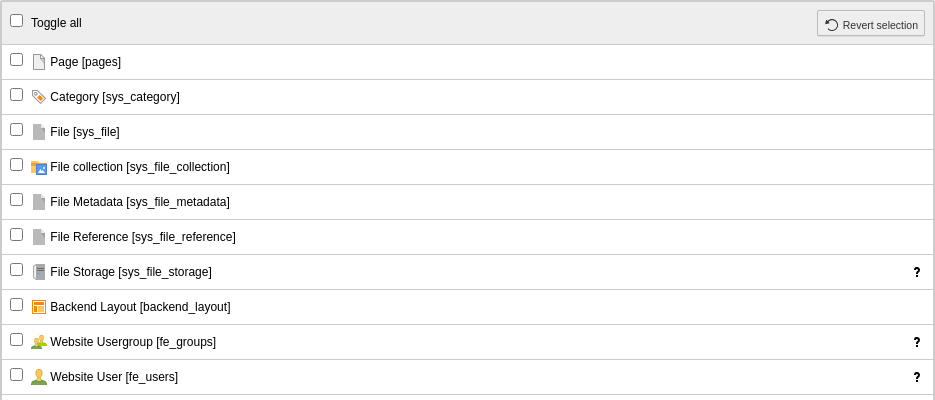 Toggle all
Revert selection
Page [pages]
Category [sys_category]
File [sys_file]
File collection [sys_file_collection]
File Metadata [sys_file_metadata]
File Reference [sys_file_reference]
File Storage [sys_file_storage]
?
Backend Layout [backend_layout]
Website Usergroup [fe_groups]
?
Website User [fe_users]
?